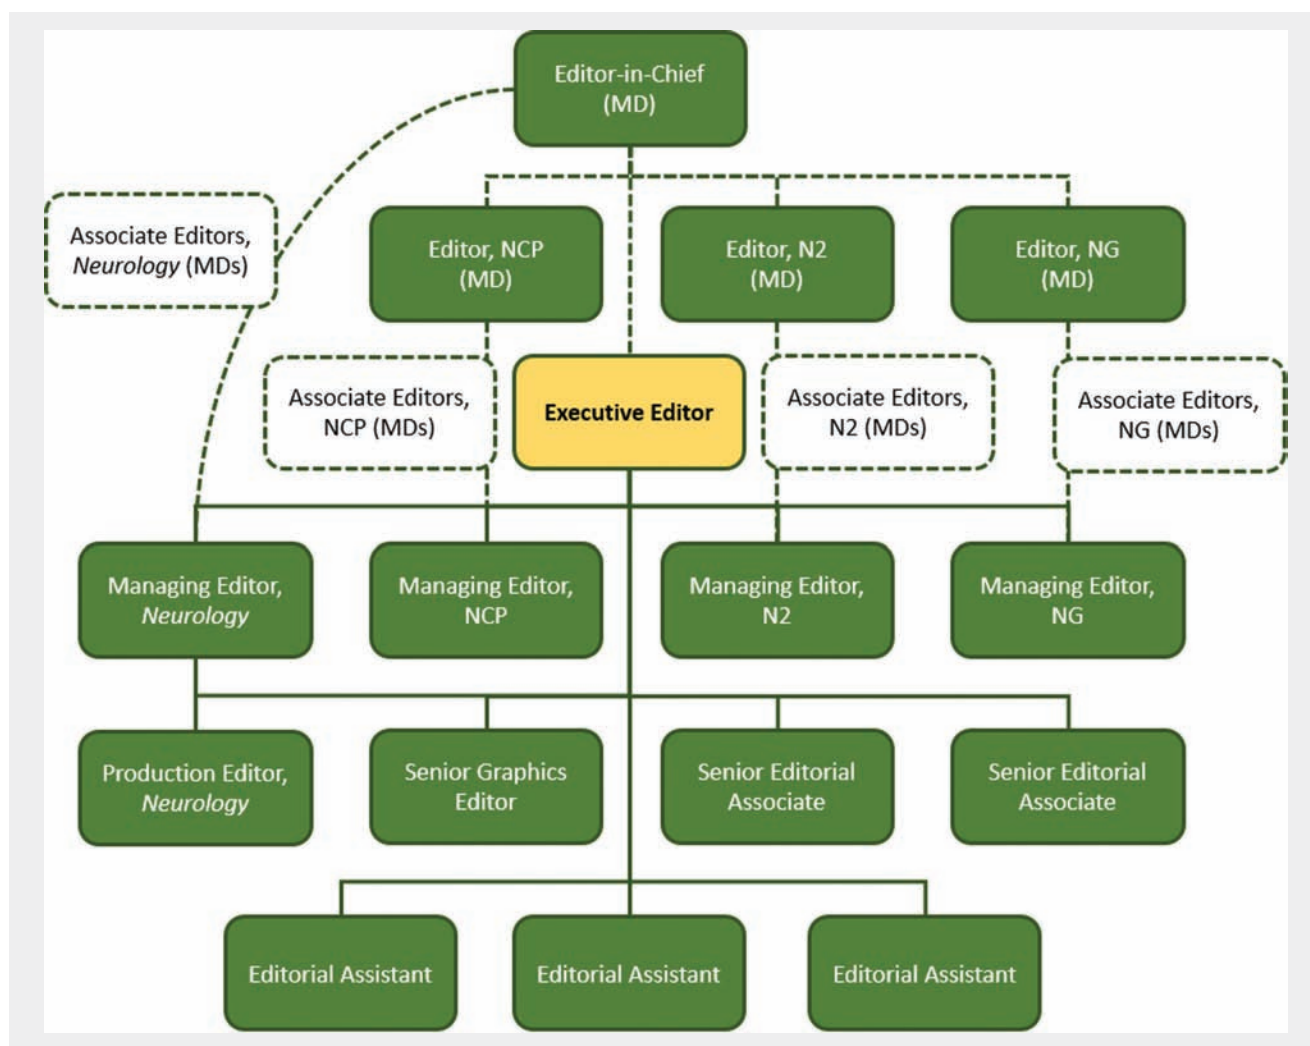 Editor-in-Chief
(MD)
Associate Editors,
Neurology (MDs)
Editor, NCP
(MD)
Editor, N2
(MD)
Editor, NG
(MD)
Associate Editors,
NCP (MDs)
Executive Editor
Associate Editors,
N2 (MDs)
Associate Editors,
NG (MDs)
Managing Editor,
Neurology
Managing Editor,
NCP
Managing Editor,
N2
Managing Editor,
NG
Production Editor,
Neurology
Senior Graphics
Editor
Senior Editorial
Associate
Senior Editorial
Associate
Editorial Assistant
Editorial Assistant
Editorial Assistant